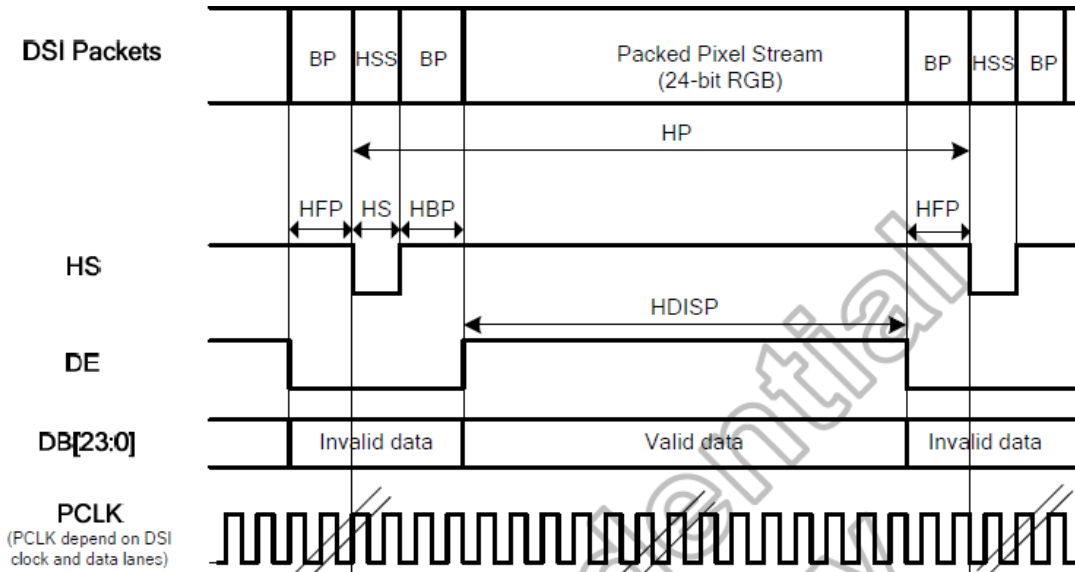 DSI Packets
BP HSS BP Packed Pixel Stream BP HSS BP
(24-bit RGB)
HP
HFP HS HBP HFP
HS
HDISP
DE
DB[23:0] Invalid data Valid data Invalid data
PCLK
(PCLK depend on DSI
clock and data lanes)